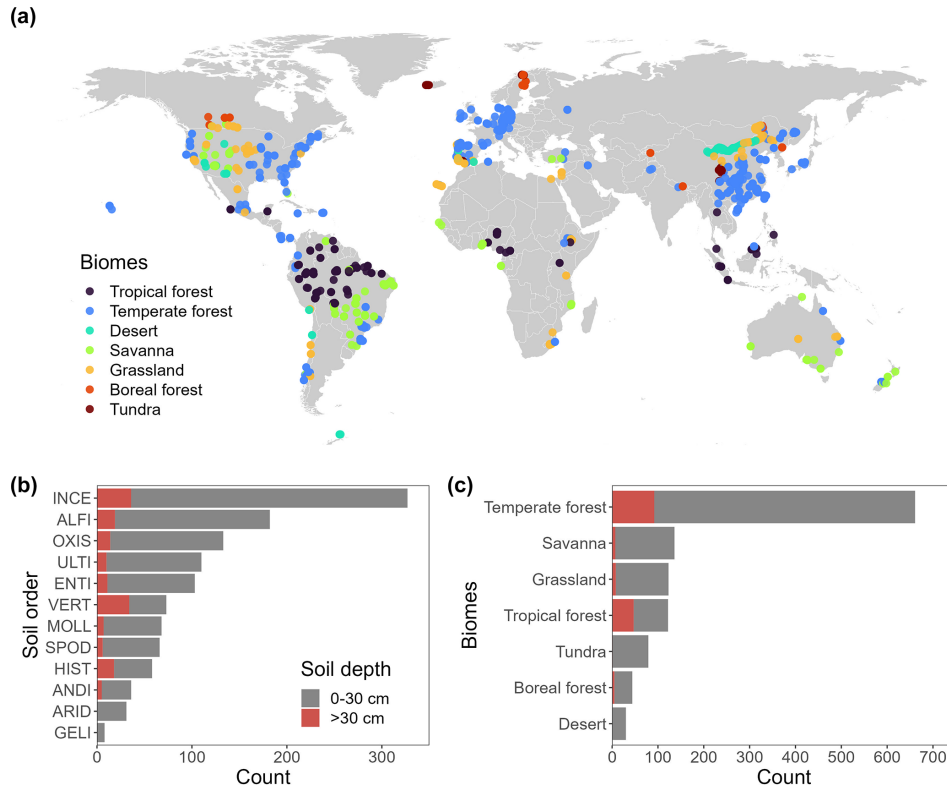 (a)
Biomes
Tropical forest
Temperate forest
Desert
Savanna
Grassland
Boreal forest
Tundra
(b)
Soil order
INCE
ALFI
OXIS
ULTI
ENTI
VERT
MOLL
SPOD
HIST
ANDI
ARID
GELI
Soil depth
0-30 cm
>30 cm
0 100 200 300
Count
(c)
Biomes
Temperate forest
Savanna
Grassland
Tropical forest
Tundra
Boreal forest
Desert
0 100 200 300 400 500 600 700
Count